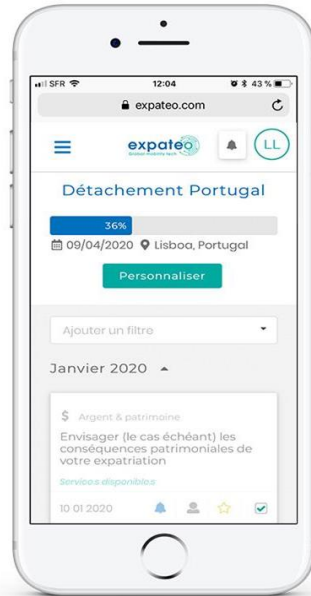 SFR 12:04 43 %
expateo.com
expateo
Global mobility tech
LL
Détachement Portugal
36%
09/04/2020 Lisboa, Portugal
Personnaliser
Ajouter un filtre
Janvier 2020
$ Argent & patrimoine
Envisager (le cas échéant) les
conséquences patrimoniales de
votre expatriation
Services disponibles
10 01 2020